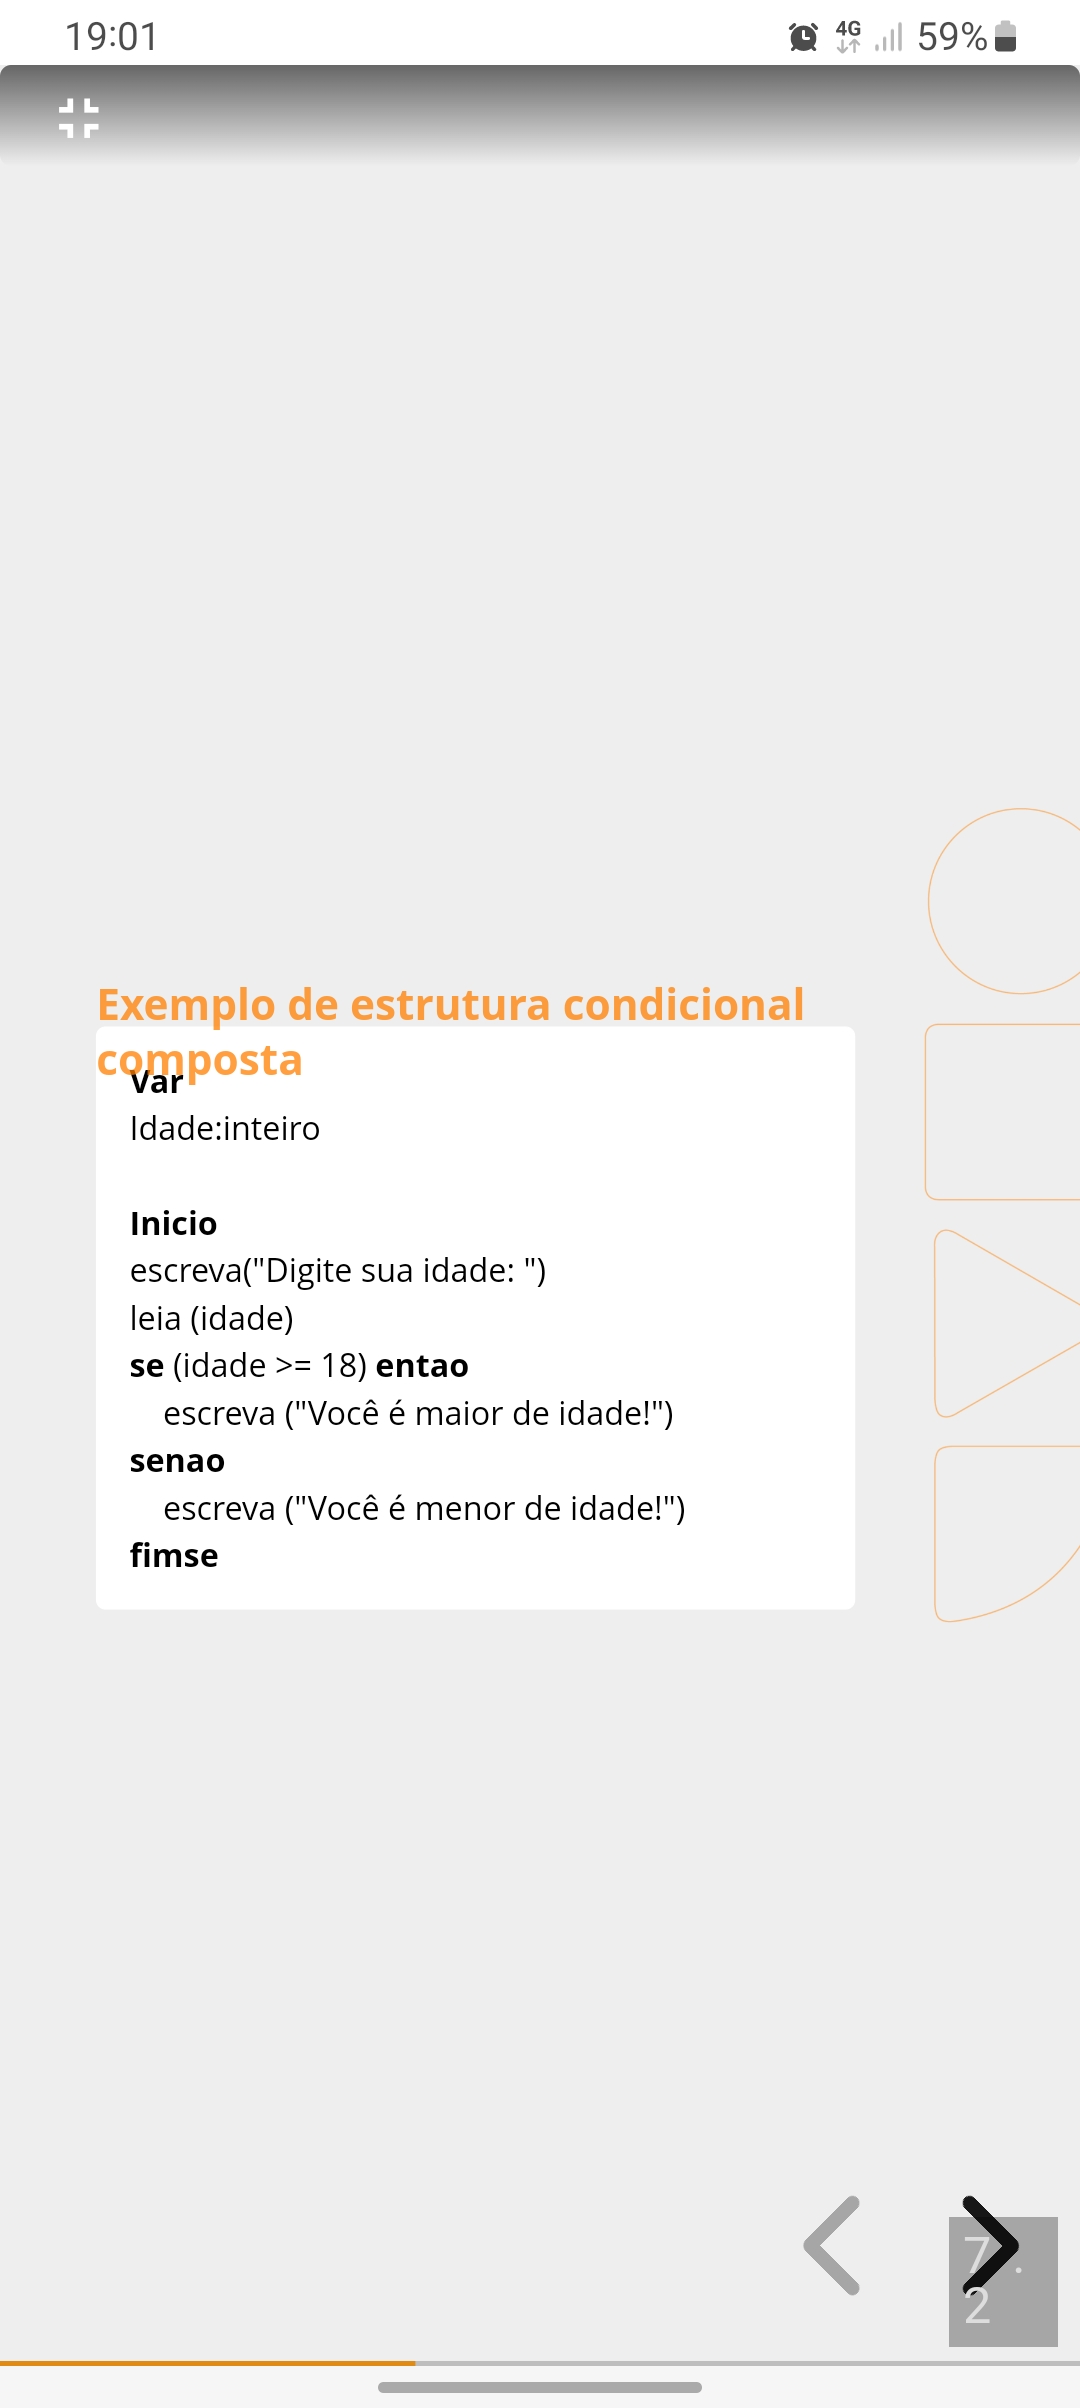 19:01
4G
59%
Exemplo de estrutura condicional
composta
Var
Idade:inteiro
Inicio
escreva("Digite sua idade: ")
leia (idade)
se (idade >= 18) entao
escreva ("Você é maior de idade!")
senao
escreva ("Você é menor de idade!")
fimse
7.
2